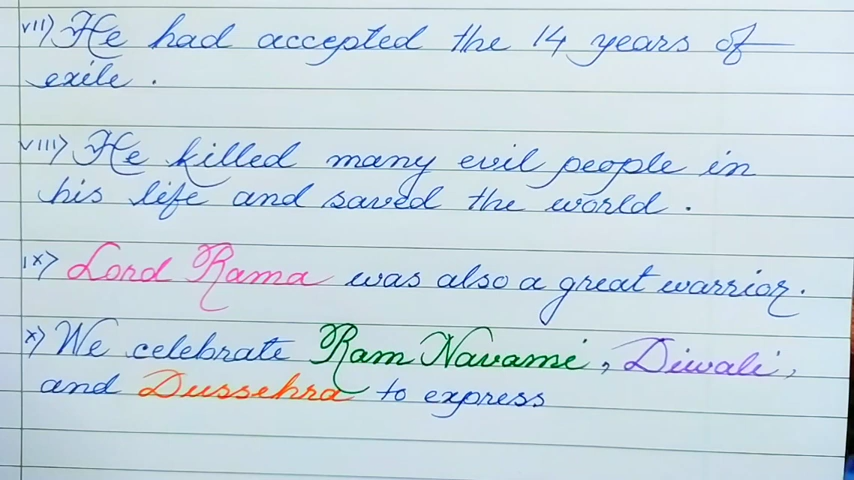 vii) He had accepted the 14 years of
exile.
viii) He killed many evil people in
his life and saved the world.
ix) Lord Rama was also a great warrior.
x) We celebrate Ram Navami, Diwali,
and Dussehra to express